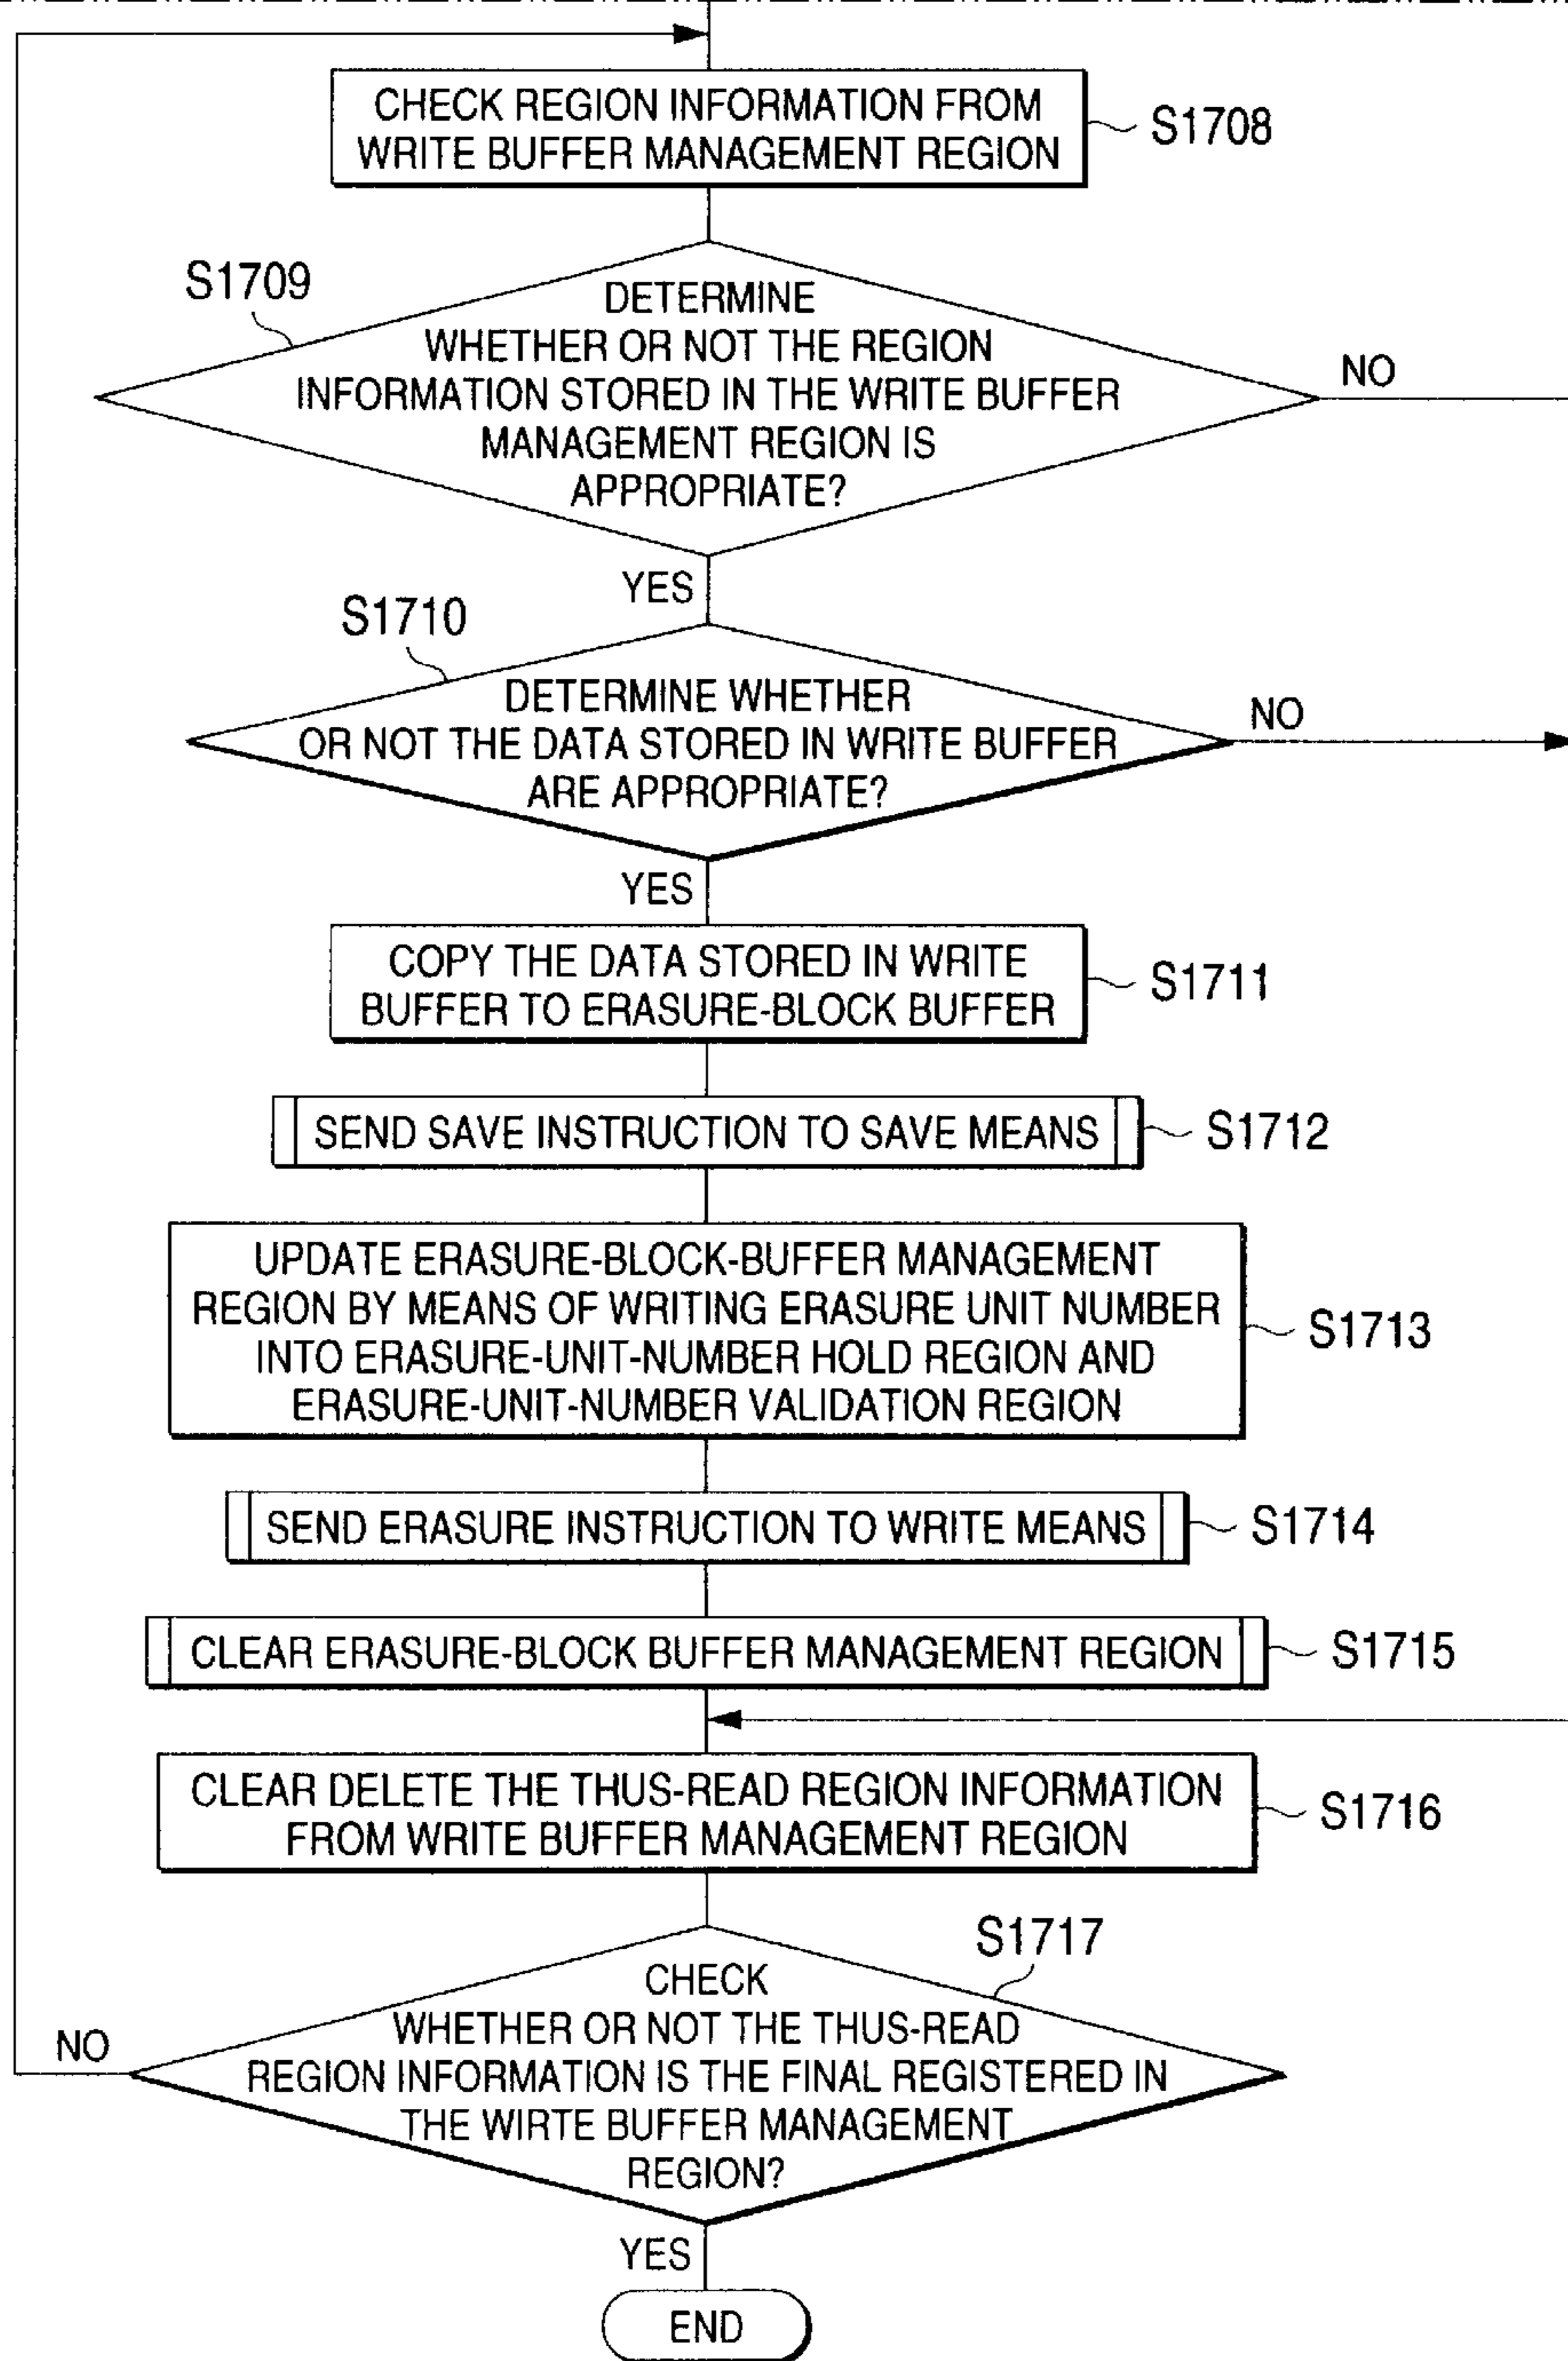 CHECK REGION INFORMATION FROM
WRITE BUFFER MANAGEMENT REGION
S1708
S1709
DETERMINE
WHETHER OR NOT THE REGION
INFORMATION STORED IN THE WRITE BUFFER
MANAGEMENT REGION IS
APPROPRIATE?
NO
YES
S1710
DETERMINE WHETHER
OR NOT THE DATA STORED IN WRITE BUFFER
ARE APPROPRIATE?
NO
YES
COPY THE DATA STORED IN WRITE
BUFFER TO ERASURE-BLOCK BUFFER
S1711
SEND SAVE INSTRUCTION TO SAVE MEANS
S1712
UPDATE ERASURE-BLOCK-BUFFER MANAGEMENT
REGION BY MEANS OF WRITING ERASURE UNIT NUMBER
INTO ERASURE-UNIT-NUMBER HOLD REGION AND
ERASURE-UNIT-NUMBER VALIDATION REGION
S1713
SEND ERASURE INSTRUCTION TO WRITE MEANS
S1714
CLEAR ERASURE-BLOCK BUFFER MANAGEMENT REGION
S1715
CLEAR DELETE THE THUS-READ REGION INFORMATION
FROM WRITE BUFFER MANAGEMENT REGION
S1716
S1717
CHECK
WHETHER OR NOT THE THUS-READ
REGION INFORMATION IS THE FINAL REGISTERED IN
THE WIRTE BUFFER MANAGEMENT
REGION?
NO
YES
END